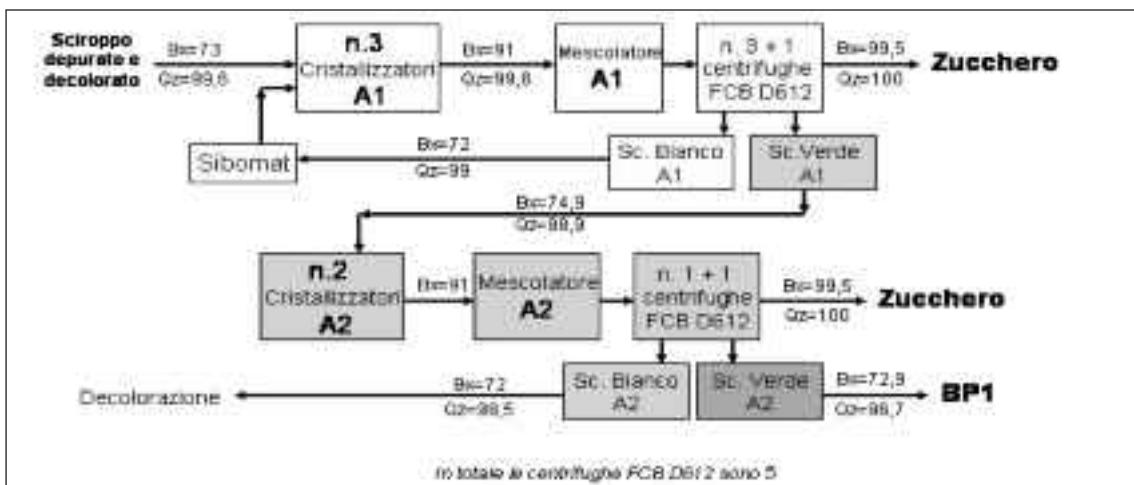 Sciroppo
depurato e
decolorato
Bx=73
Qz=99,6
n.3
Cristallizzatori
A1
Bx=91
Qz=99,6
Mescolatore
A1
n. 3 + 1
centrifughe
FCB D612
Bx=99,5
Qz=100
Zucchero
Sibomat
Bx=72
Qz=99
Sc. Bianco
A1
Sc.Verde
A1
Bx=74,9
Qz=98,9
n.2
Cristallizzatori
A2
Bx=91
Mescolatore
A2
n. 1 + 1
centrifughe
FCB D612
Bx=99,5
Qz=100
Zucchero
Decolorazione
Bx=72
Qz=98,5
Sc. Bianco
A2
Sc. Verde
A2
Bx=72,9
Qz=96,7
BP1
In totale le centrifughe FCB D612 sono 5